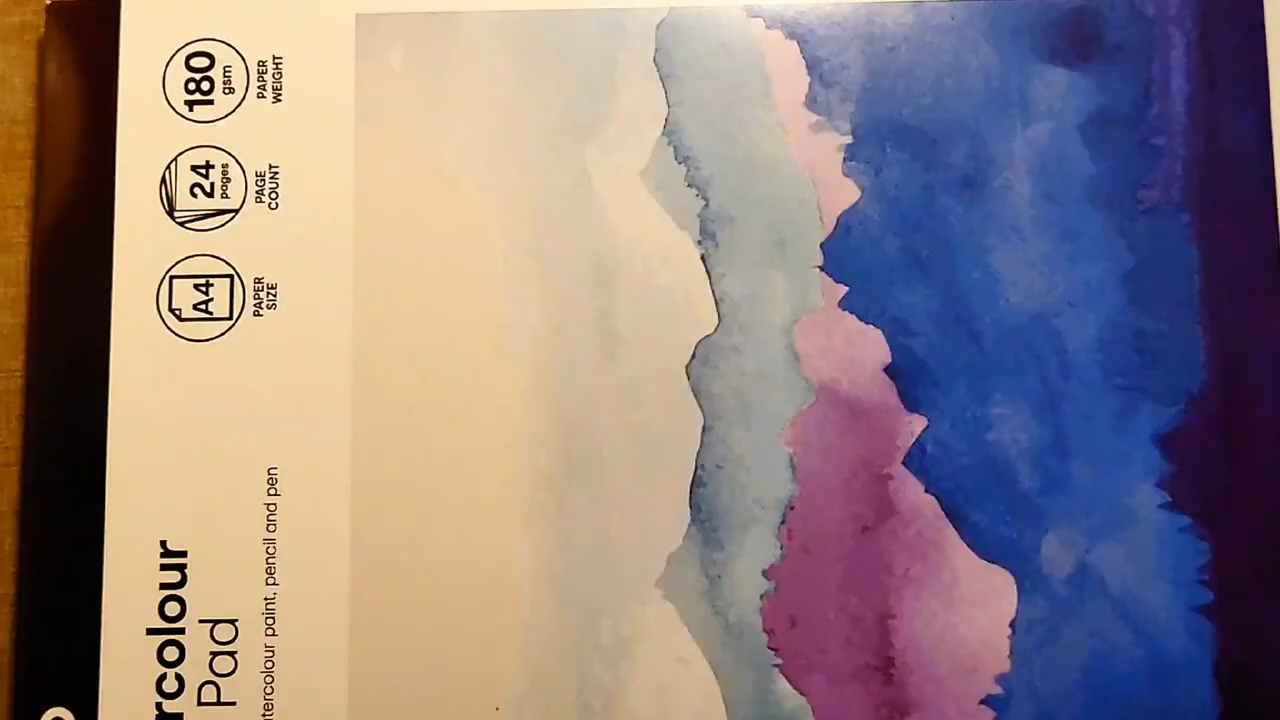 rcolour
Pad
tercolour paint, pencil and pen
A4
PAPER
SIZE
24
pages
PAGE
COUNT
180
gsm
PAPER
WEIGHT